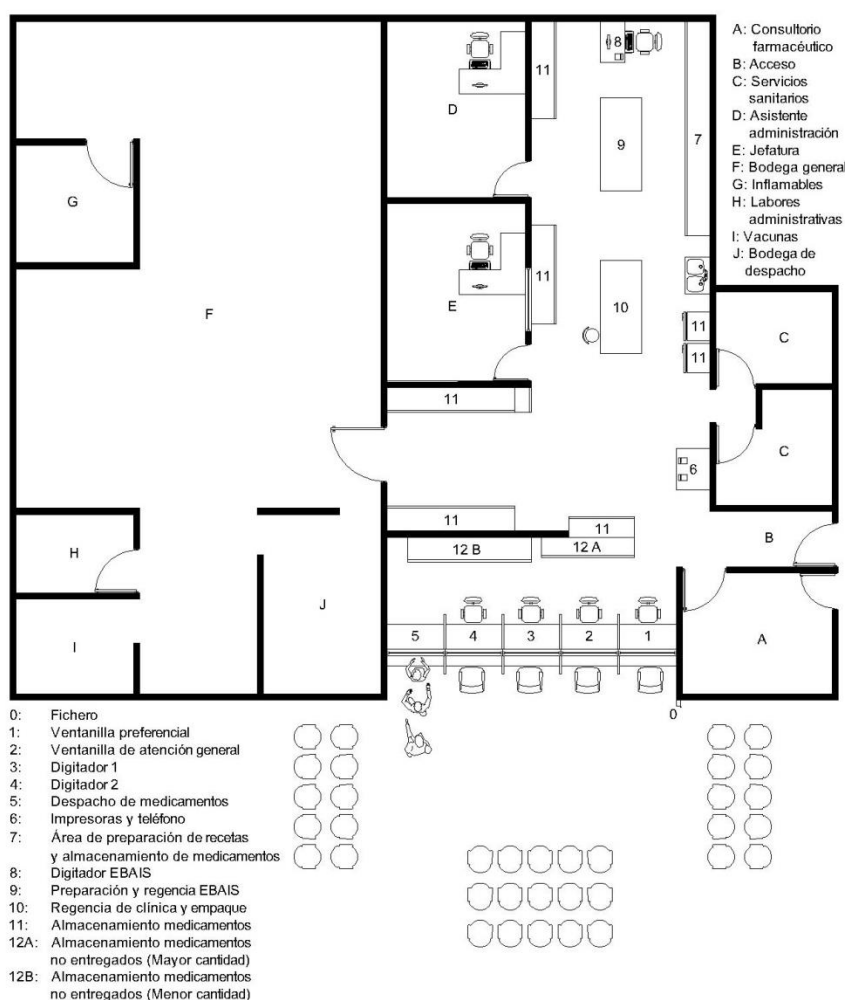 A: Consultorio
farmacéutico
B: Acceso
C: Servicios
sanitarios
D: Asistente
administración
E: Jefatura
F: Bodega general
G: Inflamables
H: Labores
administrativas
I: Vacunas
J: Bodega de
despacho
8
11
D
9
7
G
11
E
10
F
11
11
C
11
C
6
11
11
B
H
12 B
12 A
J
5
4
3
2
1
I
A
0
0: Fichero
1: Ventanilla preferencial
2: Ventanilla de atención general
3: Digitador 1
4: Digitador 2
5: Despacho de medicamentos
6: Impresoras y teléfono
7: Área de preparación de recetas
y almacenamiento de medicamentos
8: Digitador EBAIS
9: Preparación y regencia EBAIS
10: Regencia de clínica y empaque
11: Almacenamiento medicamentos
12A: Almacenamiento medicamentos
no entregados (Mayor cantidad)
12B: Almacenamiento medicamentos
no entregados (Menor cantidad)